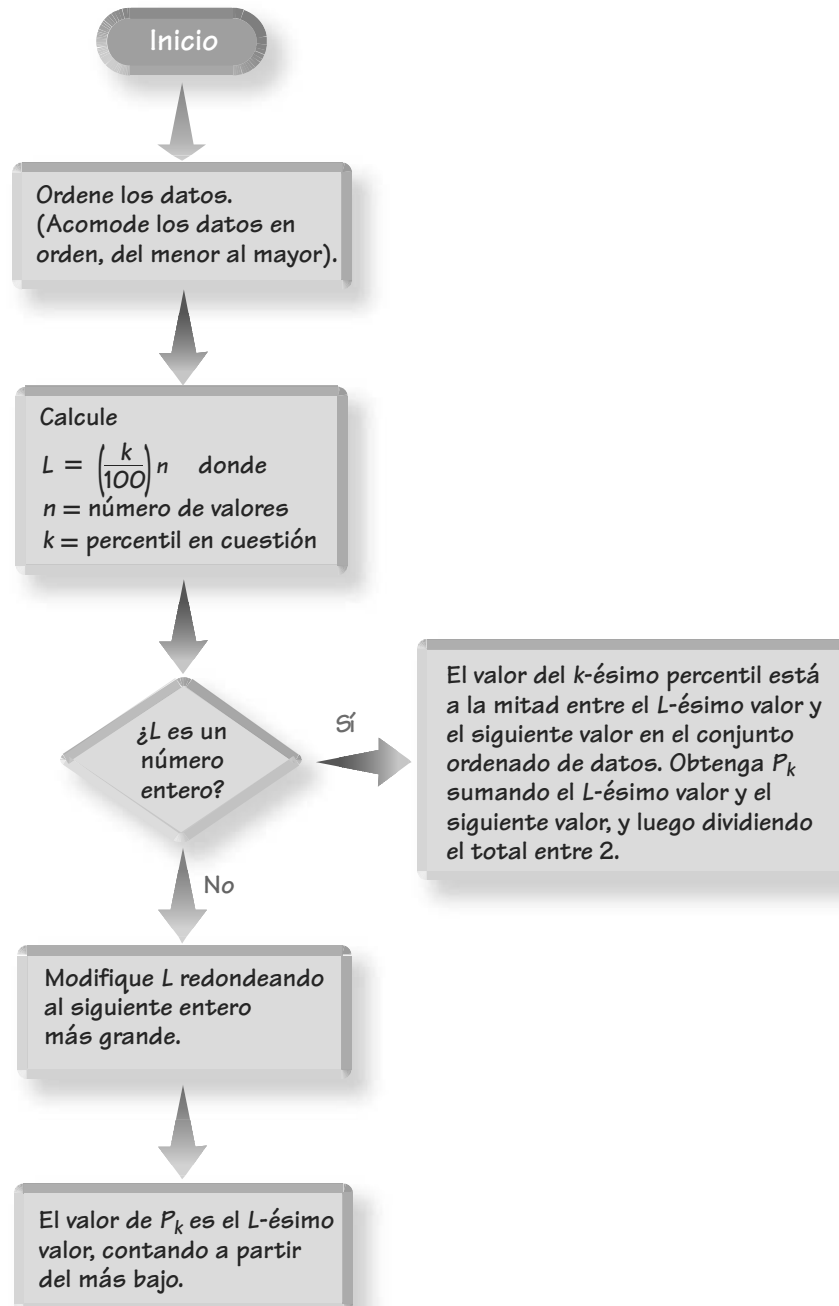 Inicio
Ordene los datos.
(Acomode los datos en
orden, del menor al mayor).
Calcule
L = (k/100) n donde
n = número de valores
k = percentil en cuestión
¿L es un
número
entero?
Sí
El valor del k-ésimo percentil está
a la mitad entre el L-ésimo valor y
el siguiente valor en el conjunto
ordenado de datos. Obtenga Pk
sumando el L-ésimo valor y el
siguiente valor, y luego dividiendo
el total entre 2.
No
Modifique L redondeando
al siguiente entero
más grande.
El valor de Pk es el L-ésimo
valor, contando a partir
del más bajo.